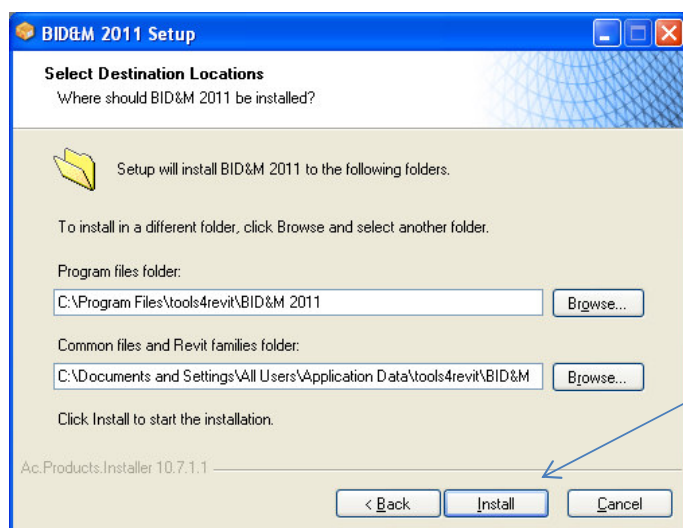 BID&M 2011 Setup
Select Destination Locations
Where should BID&M 2011 be installed?
Setup will install BID&M 2011 to the following folders.
To install in a different folder, click Browse and select another folder.
Program files folder:
C:\Program Files\tools4revit\BID&M 2011 Browse...
Common files and Revit families folder:
C:\Documents and Settings\All Users\Application Data\tools4revit\BID&M Browse...
Click Install to start the installation.
Ac.Products.Installer 10.7.1.1
< Back Install Cancel